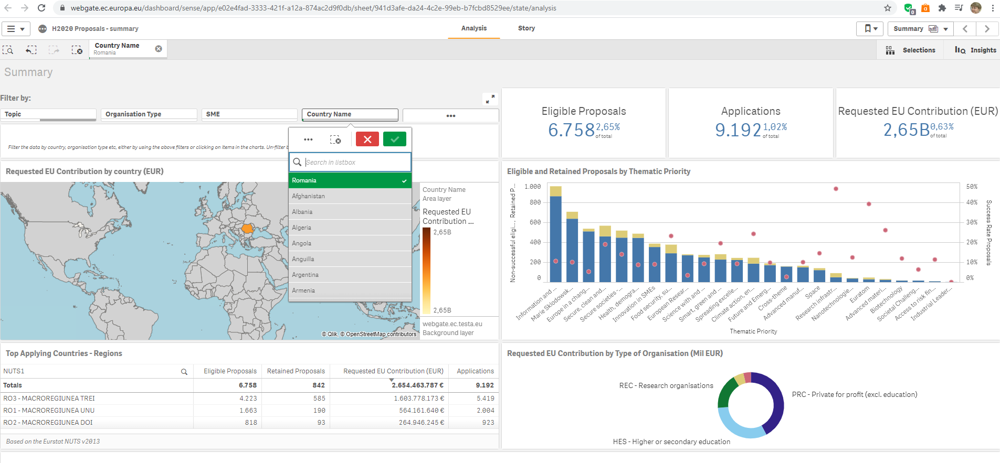 webgate.ec.europa.eu/dashboard/sense/app/e02e4fad-3333-421f-a12a-874ac2d9f0db/sheet/941d3afe-da24-4c2e-99eb-b7fcbd8529ee/state/analysis
0
H2020 Proposals - summary
Analysis
Story
Summary
Country Name
Romania
Selections
Insights
Summary
Filter by:
Topic
Organisation Type
SME
Country Name
•••
Filter the data by country, organisation type etc, either by using the above filters or clicking on items in the charts. Un-filter b
•••
Search in listbox
Romania
Afghanistan
Albania
Algeria
Angola
Anguilla
Argentina
Armenia
Eligible Proposals
6.758 2,65%
of total
Applications
9.192 1,02%
of total
Requested EU Contribution (EUR)
2,65B 0,63%
of total
Requested EU Contribution by country (EUR)
Country Name
Area layer
Requested EU
Contribution ...
2,65B
2,65B
webgate.ec.testa.eu
Background layer
© Qlik, © OpenStreetMap contributors
Eligible and Retained Proposals by Thematic Priority
Non-successful eligi..., Retained P...
1.000
800
600
400
200
0
50%
40%
30%
20%
10%
0%
Success Rate Proposals
Information and ...
Marie Sklodowsk...
Europe in a chang...
Secure, clean and...
Secure societies -...
Health, demogra...
Innovation in SMEs
Food security, su...
European Resear...
Science with and ...
Smart, green and ...
Spreading excelle...
Climate action, en...
Future and Emerg...
Cross-theme
Advanced manuf...
Space
Research infrastr...
Nanotechnologie...
Euratom
Advanced materi...
Biotechnology
Societal Challeng...
Access to risk fin...
Industrial Leader...
Thematic Priority
Top Applying Countries - Regions
NUTS1 Eligible Proposals Retained Proposals Requested EU Contribution (EUR) Applications
Totals 6.758 842 2.654.463.787 € 9.192
RO3 - MACROREGIUNEA TREI 4.223 585 1.603.778.173 € 5.419
RO1 - MACROREGIUNEA UNU 1.663 190 564.161.640 € 2.004
RO2 - MACROREGIUNEA DOI 818 93 264.946.245 € 923
Based on the Eurstat NUTS v2013
Requested EU Contribution by Type of Organisation (Mil EUR)
REC - Research organisations
PRC - Private for profit (excl. education)
HES - Higher or secondary education